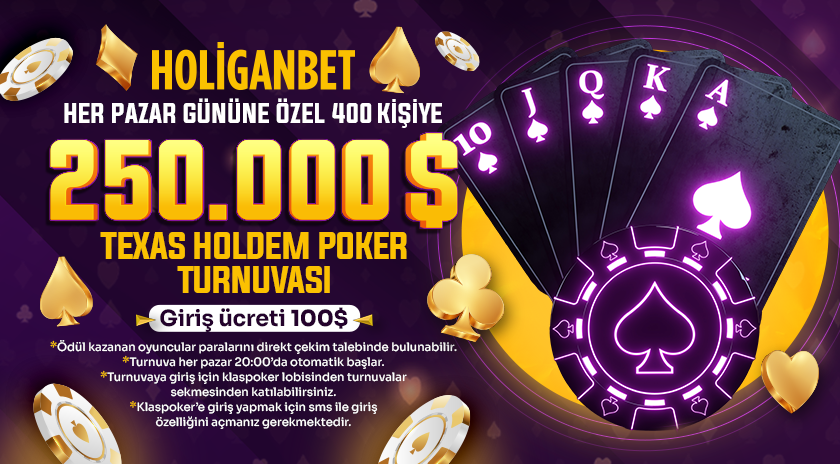 HOLİGANBET
HER PAZAR GÜNÜNE ÖZEL 400 KİŞİYE
250.000 $
TEXAS HOLDEM POKER
TURNUVASI
Giriş ücreti 100$
*Ödül kazanan oyuncular paralarını direkt çekim talebinde bulunabilir.
*Turnuva her pazar 20:00'da otomatik başlar.
*Turnuvaya giriş için klaspoker lobisinden turnuvalar
sekmesinden katılabilirsiniz.
*Klaspoker'e giriş yapmak için sms ile giriş
özelliğini açmanız gerekmektedir.
10 J Q K A